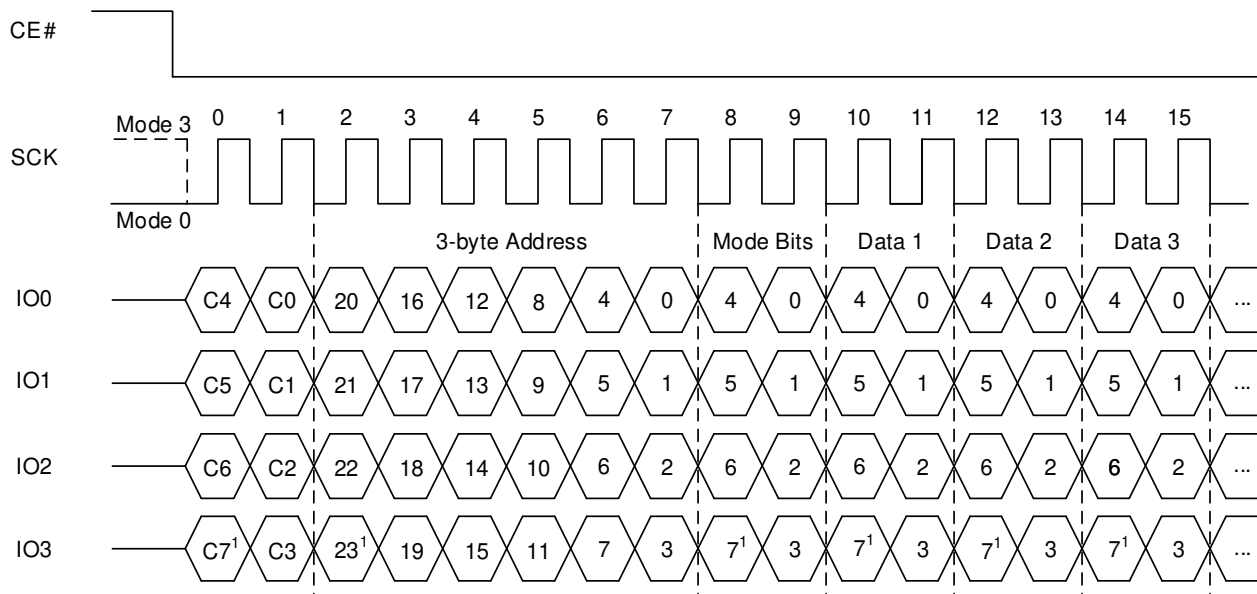 CE#
0 1 2 3 4 5 6 7 8 9 10 11 12 13 14 15
Mode 3
SCK
Mode 0
3-byte Address Mode Bits Data 1 Data 2 Data 3
IO0 C4 C0 20 16 12 8 4 0 4 0 4 0 4 0 4 0 ...
IO1 C5 C1 21 17 13 9 5 1 5 1 5 1 5 1 5 1 ...
IO2 C6 C2 22 18 14 10 6 2 6 2 6 2 6 2 6 2 ...
IO3 C7¹ C3 23¹ 19 15 11 7 3 7¹ 3 7¹ 3 7¹ 3 7¹ 3 ...